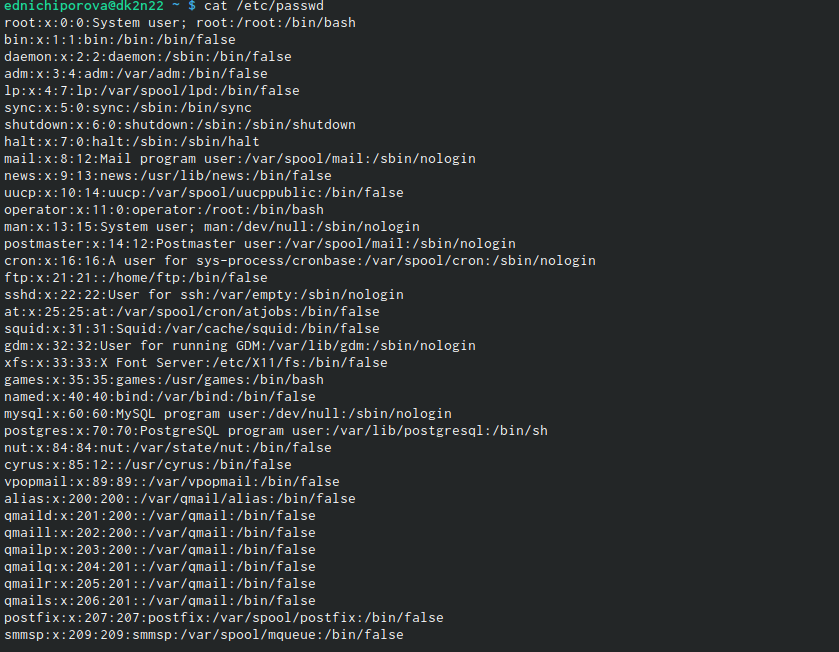 ednichiporova@dk2n22 ~ $ cat /etc/passwd
root:x:0:0:System user; root:/root:/bin/bash
bin:x:1:1:bin:/bin:/bin/false
daemon:x:2:2:daemon:/sbin:/bin/false
adm:x:3:4:adm:/var/adm:/bin/false
lp:x:4:7:lp:/var/spool/lpd:/bin/false
sync:x:5:0:sync:/sbin:/bin/sync
shutdown:x:6:0:shutdown:/sbin:/sbin/shutdown
halt:x:7:0:halt:/sbin:/sbin/halt
mail:x:8:12:Mail program user:/var/spool/mail:/sbin/nologin
news:x:9:13:news:/usr/lib/news:/bin/false
uucp:x:10:14:uucp:/var/spool/uucppublic:/bin/false
operator:x:11:0:operator:/root:/bin/bash
man:x:13:15:System user; man:/dev/null:/sbin/nologin
postmaster:x:14:12:Postmaster user:/var/spool/mail:/sbin/nologin
cron:x:16:16:A user for sys-process/cronbase:/var/spool/cron:/sbin/nologin
ftp:x:21:21::/home/ftp:/bin/false
sshd:x:22:22:User for ssh:/var/empty:/sbin/nologin
at:x:25:25:at:/var/spool/cron/atjobs:/bin/false
squid:x:31:31:Squid:/var/cache/squid:/bin/false
gdm:x:32:32:User for running GDM:/var/lib/gdm:/sbin/nologin
xfs:x:33:33:X Font Server:/etc/X11/fs:/bin/false
games:x:35:35:games:/usr/games:/bin/bash
named:x:40:40:bind:/var/bind:/bin/false
mysql:x:60:60:MySQL program user:/dev/null:/sbin/nologin
postgres:x:70:70:PostgreSQL program user:/var/lib/postgresql:/bin/sh
nut:x:84:84:nut:/var/state/nut:/bin/false
cyrus:x:85:12::/usr/cyrus:/bin/false
vpopmail:x:89:89::/var/vpopmail:/bin/false
alias:x:200:200::/var/qmail/alias:/bin/false
qmaild:x:201:200::/var/qmail:/bin/false
qmaill:x:202:200::/var/qmail:/bin/false
qmailp:x:203:200::/var/qmail:/bin/false
qmailq:x:204:201::/var/qmail:/bin/false
qmailr:x:205:201::/var/qmail:/bin/false
qmails:x:206:201::/var/qmail:/bin/false
postfix:x:207:207:postfix:/var/spool/postfix:/bin/false
smmsp:x:209:209:smmsp:/var/spool/mqueue:/bin/false